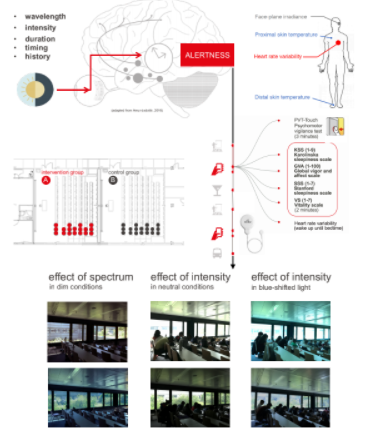 • wavelength
• intensity
• duration
• timing
• history
ALERTNESS
Face-plane irradiance
Proximal skin temperature
Heart rate variability
Distal skin temperature
PVT-Touch
Psychomotor
vigilance test
(3 minutes)
KSS (1-9)
Karolinska
sleepiness scale
GVA (1-100)
Global vigor and
affect scale
SSS (1-7)
Stanford
sleepiness scale
VS (1-7)
Vitality scale
(2 minutes)
Heart rate variability
(wake up until bedtime)
intervention group
A
control group
B
effect of spectrum
in dim conditions
effect of intensity
in neutral conditions
effect of intensity
in blue-shifted light